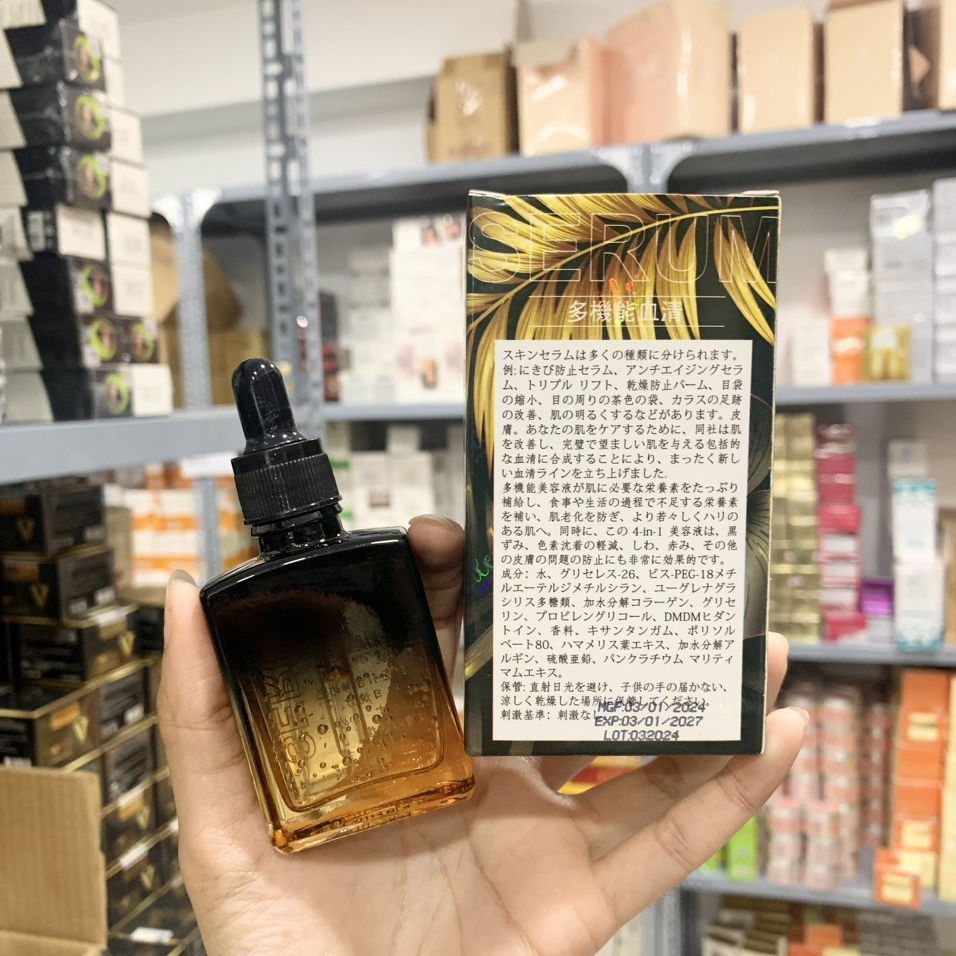 SERUM
多機能血清
スキンセラムは多くの種類に分けられます。
例:にきび防止セラム、アンチエイジングセラ
ム、トリプル リフト、乾燥防止バーム、目袋
の縮小、目の周りの茶色の袋、カラスの足跡
の改善、肌の明るくするなどがあります。皮
膚。あなたの肌をケアするために、同社は肌
を改善し、完璧で望ましい肌を与える包括的
な血清に合成することにより、まったく新し
い血清ラインを立ち上げました.
多機能美容液が肌に必要な栄養素をたっぷり
補給し、食事や生活の過程で不足する栄養素
を補い、肌老化を防ぎ、より若々しくハリの
ある肌へ。同時に、この 4-in-1 美容液は、黒
ずみ、色素沈着の軽減、しわ、赤み、その他
の皮膚の問題の防止にも非常に効果的です。
成分: 水、グリセレス-26、ビス-PEG-18メチ
ルエーテルジメチルシラン、ユーグレナグラ
シリス多糖類、加水分解コラーゲン、グリセ
リン、プロピレングリコール、DMDMヒダン
トイン、香料、キサンタンガム、ポリソル
ベート80、ハマメリス葉エキス、加水分解ア
ルギン、硫酸亜鉛、パンクラチウム マリティ
マムエキス。
保管: 直射日光を避け、子供の手の届かない、
涼しく乾燥した場所に保管してください。
刺激基準: 刺激な
MGF:03/01/2024
EXP:03/01/2027
LOT:032024